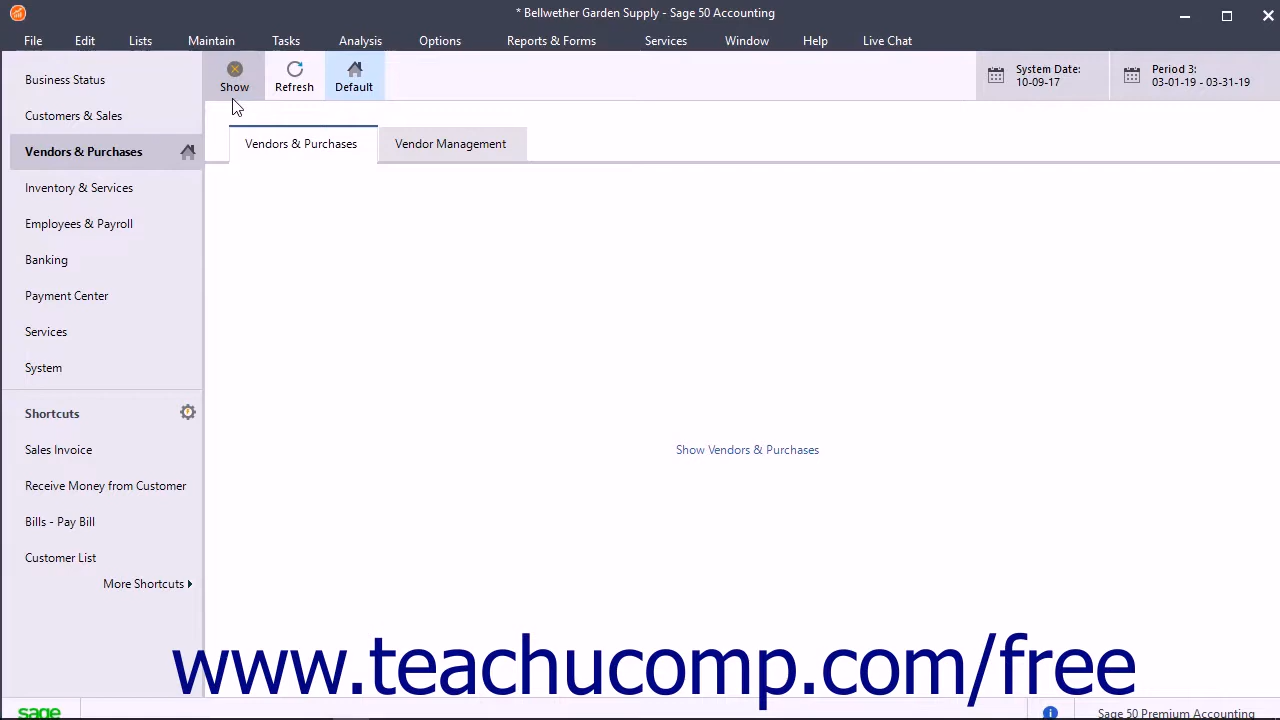 * Bellwether Garden Supply - Sage 50 Accounting
File Edit Lists Maintain Tasks Analysis Options Reports & Forms Services Window Help Live Chat
Business Status
Customers & Sales
Vendors & Purchases
Inventory & Services
Employees & Payroll
Banking
Payment Center
Services
System
Shortcuts
Sales Invoice
Receive Money from Customer
Bills - Pay Bill
Customer List
More Shortcuts
Show Refresh Default
System Date:
10-09-17
Period 3:
03-01-19 - 03-31-19
Vendors & Purchases Vendor Management
Show Vendors & Purchases
www.teachucomp.com/free
sage
Sage 50 Premium Accounting